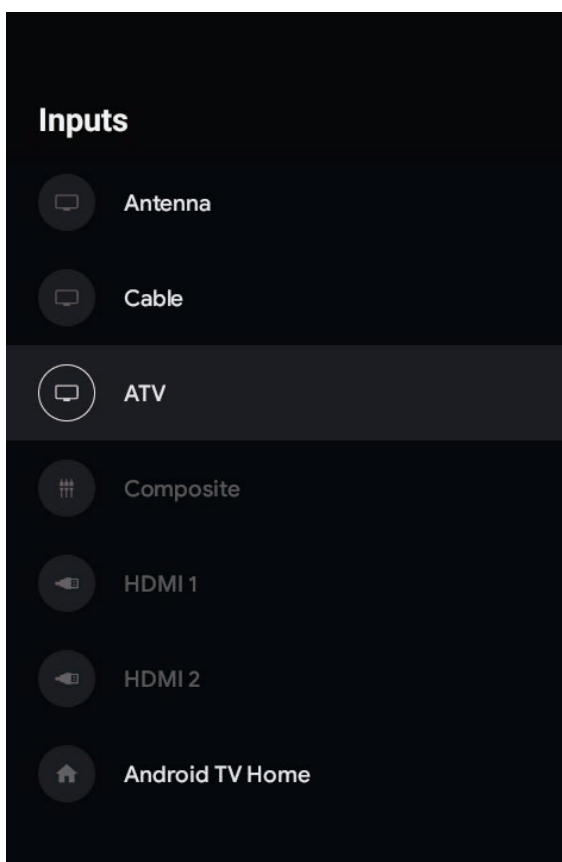 Inputs
Antenna
Cable
ATV
Composite
HDMI 1
HDMI 2
Android TV Home